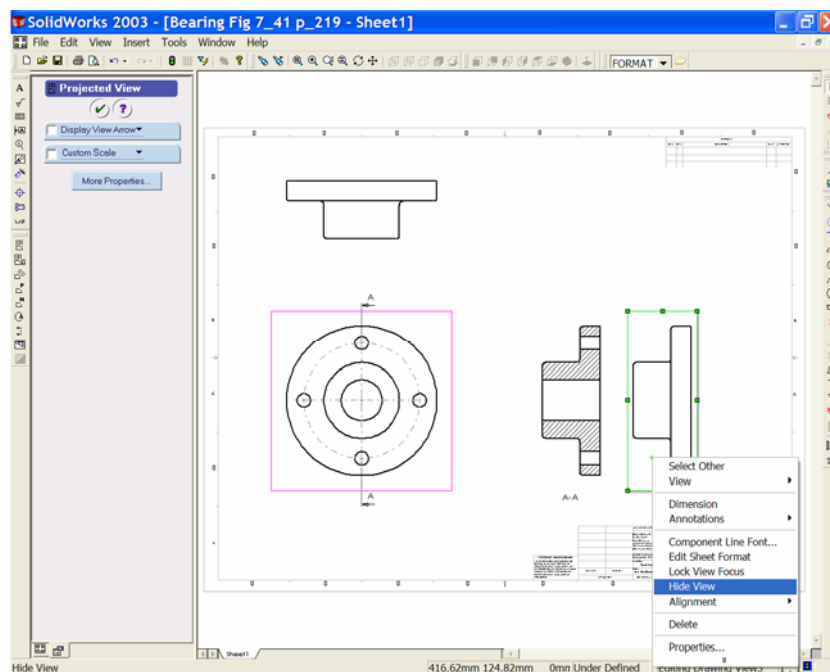 SolidWorks 2003 - [Bearing Fig 7_41 p_219 - Sheet1]
File Edit View Insert Tools Window Help
FORMAT
Projected View
Display View Arrow
Custom Scale
More Properties...
A
A
A-A
Select Other
View
Dimension
Annotations
Component Line Font...
Edit Sheet Format
Lock View Focus
Hide View
Alignment
Delete
Properties...
Sheet1
Hide View
416.62mm 124.82mm 0mm Under Defined